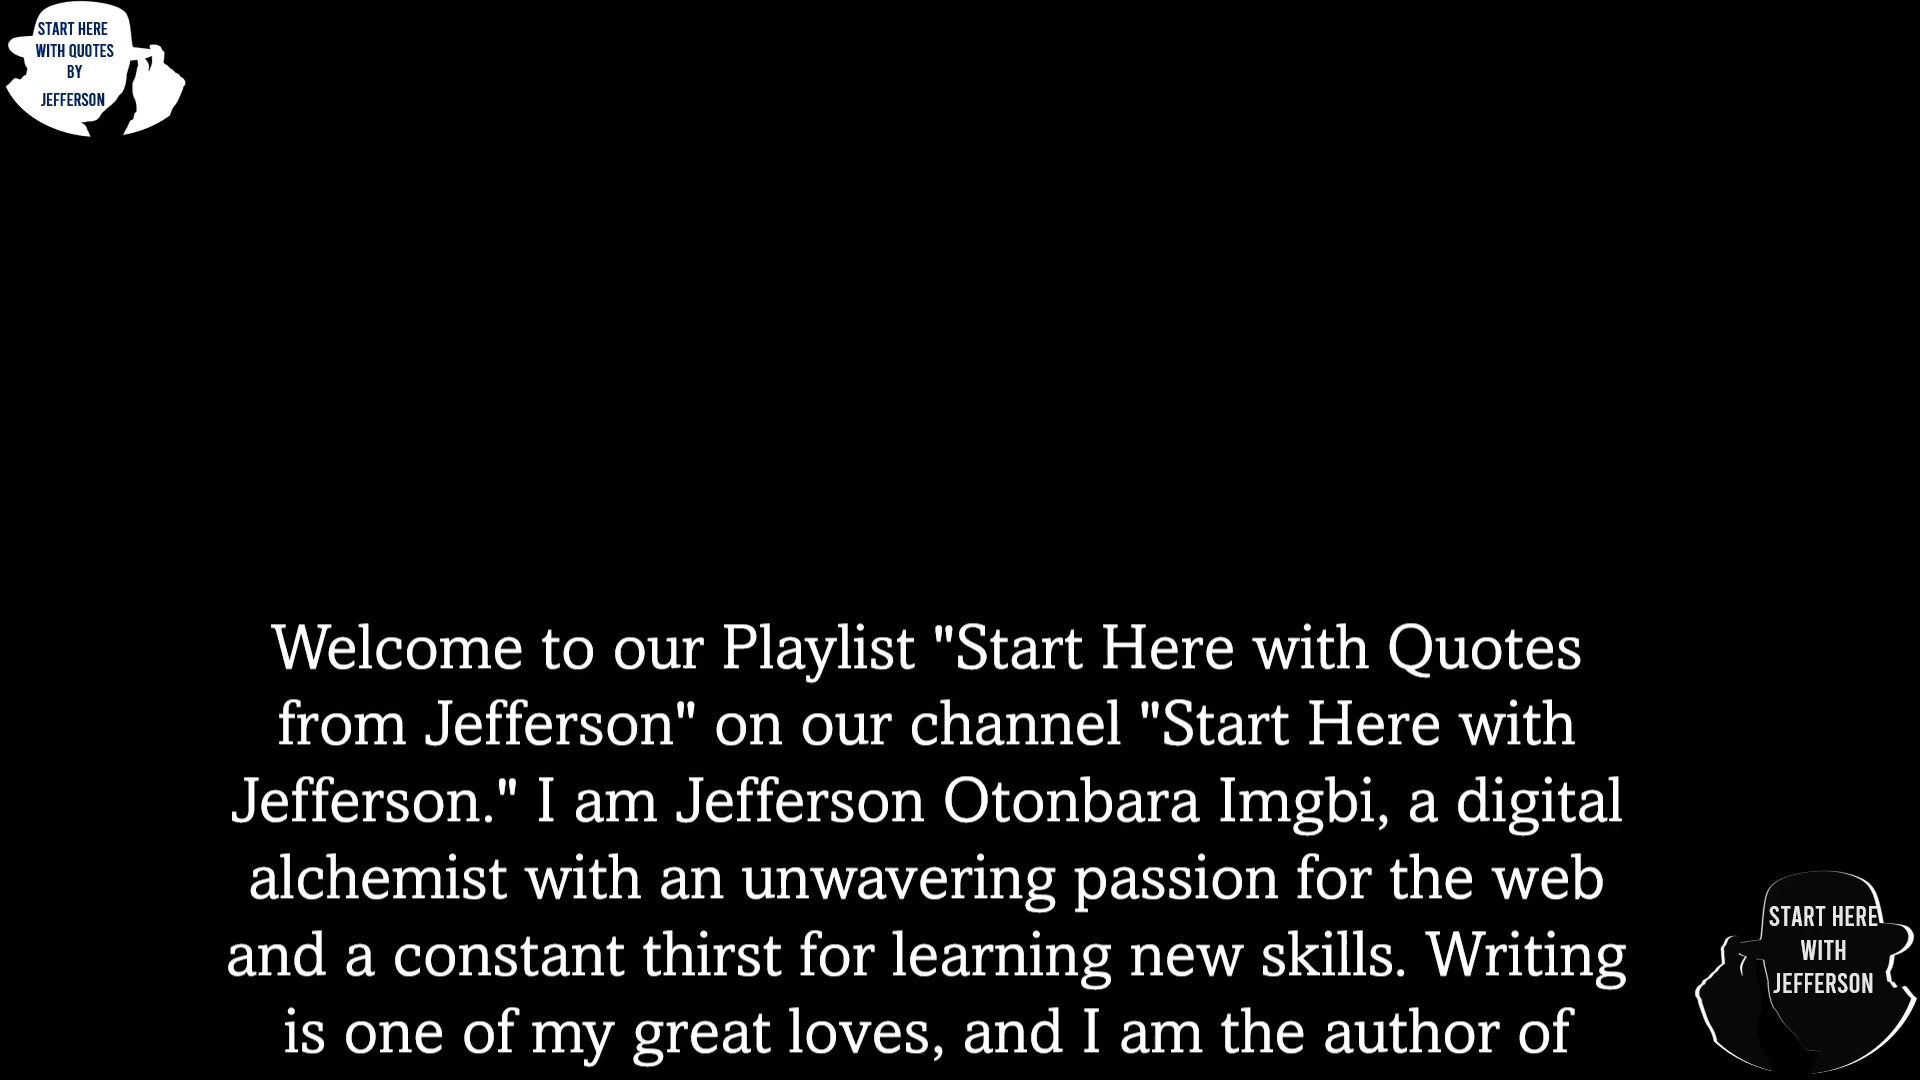 START HERE
WITH QUOTES
BY
JEFFERSON
Welcome to our Playlist "Start Here with Quotes
from Jefferson" on our channel "Start Here with
Jefferson." I am Jefferson Otonbara Imgbi, a digital
alchemist with an unwavering passion for the web
and a constant thirst for learning new skills. Writing
is one of my great loves, and I am the author of
START HERE
WITH
JEFFERSON